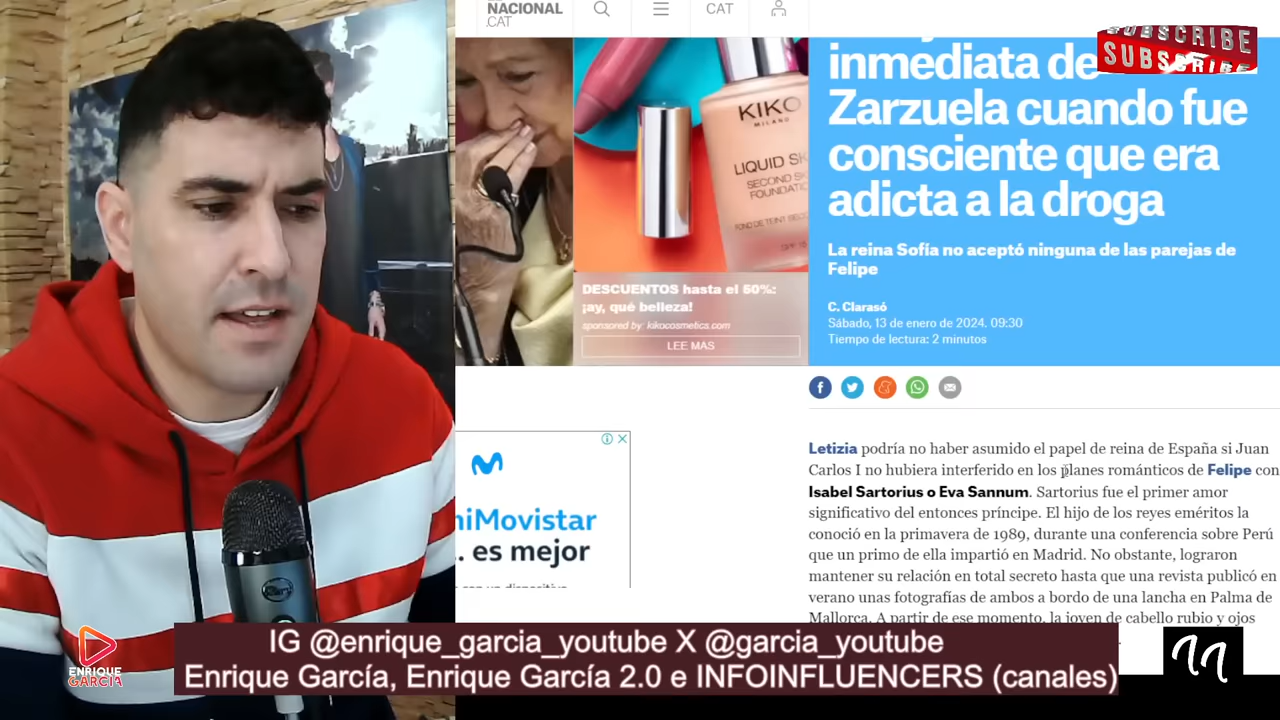 NACIONAL
.CAT
CAT
inmediata de
Zarzuela cuando fue
consciente que era
adicta a la droga
SUBSCRIBE
SUBSCRIBE
SUBSCRIBE
La reina Sofía no aceptó ninguna de las parejas de
Felipe
C. Clarasó
Sábado, 13 de enero de 2024. 09:30
Tiempo de lectura: 2 minutos
KIKO
MILANO
LIQUID SK
SECOND SK
FOUNDATIO
DESCUENTOS hasta el 50%:
¡ay, qué belleza!
sponsored by: kikocosmetics.com
LEE MAS
miMovistar
. es mejor
Letizia podría no haber asumido el papel de reina de España si Juan
Carlos I no hubiera interferido en los planes románticos de Felipe con
Isabel Sartorius o Eva Sannum. Sartorius fue el primer amor
significativo del entonces príncipe. El hijo de los reyes eméritos la
conoció en la primavera de 1989, durante una conferencia sobre Perú
que un primo de ella impartió en Madrid. No obstante, lograron
mantener su relación en total secreto hasta que una revista publicó en
verano unas fotografías de ambos a bordo de una lancha en Palma de
Mallorca. A partir de ese momento, la joven de cabello rubio y ojos
IG @enrique_garcia_youtube X @garcia_youtube
Enrique García, Enrique García 2.0 e INFOINFLUENCERS (canales)
ENRIQUE
GARCÍA